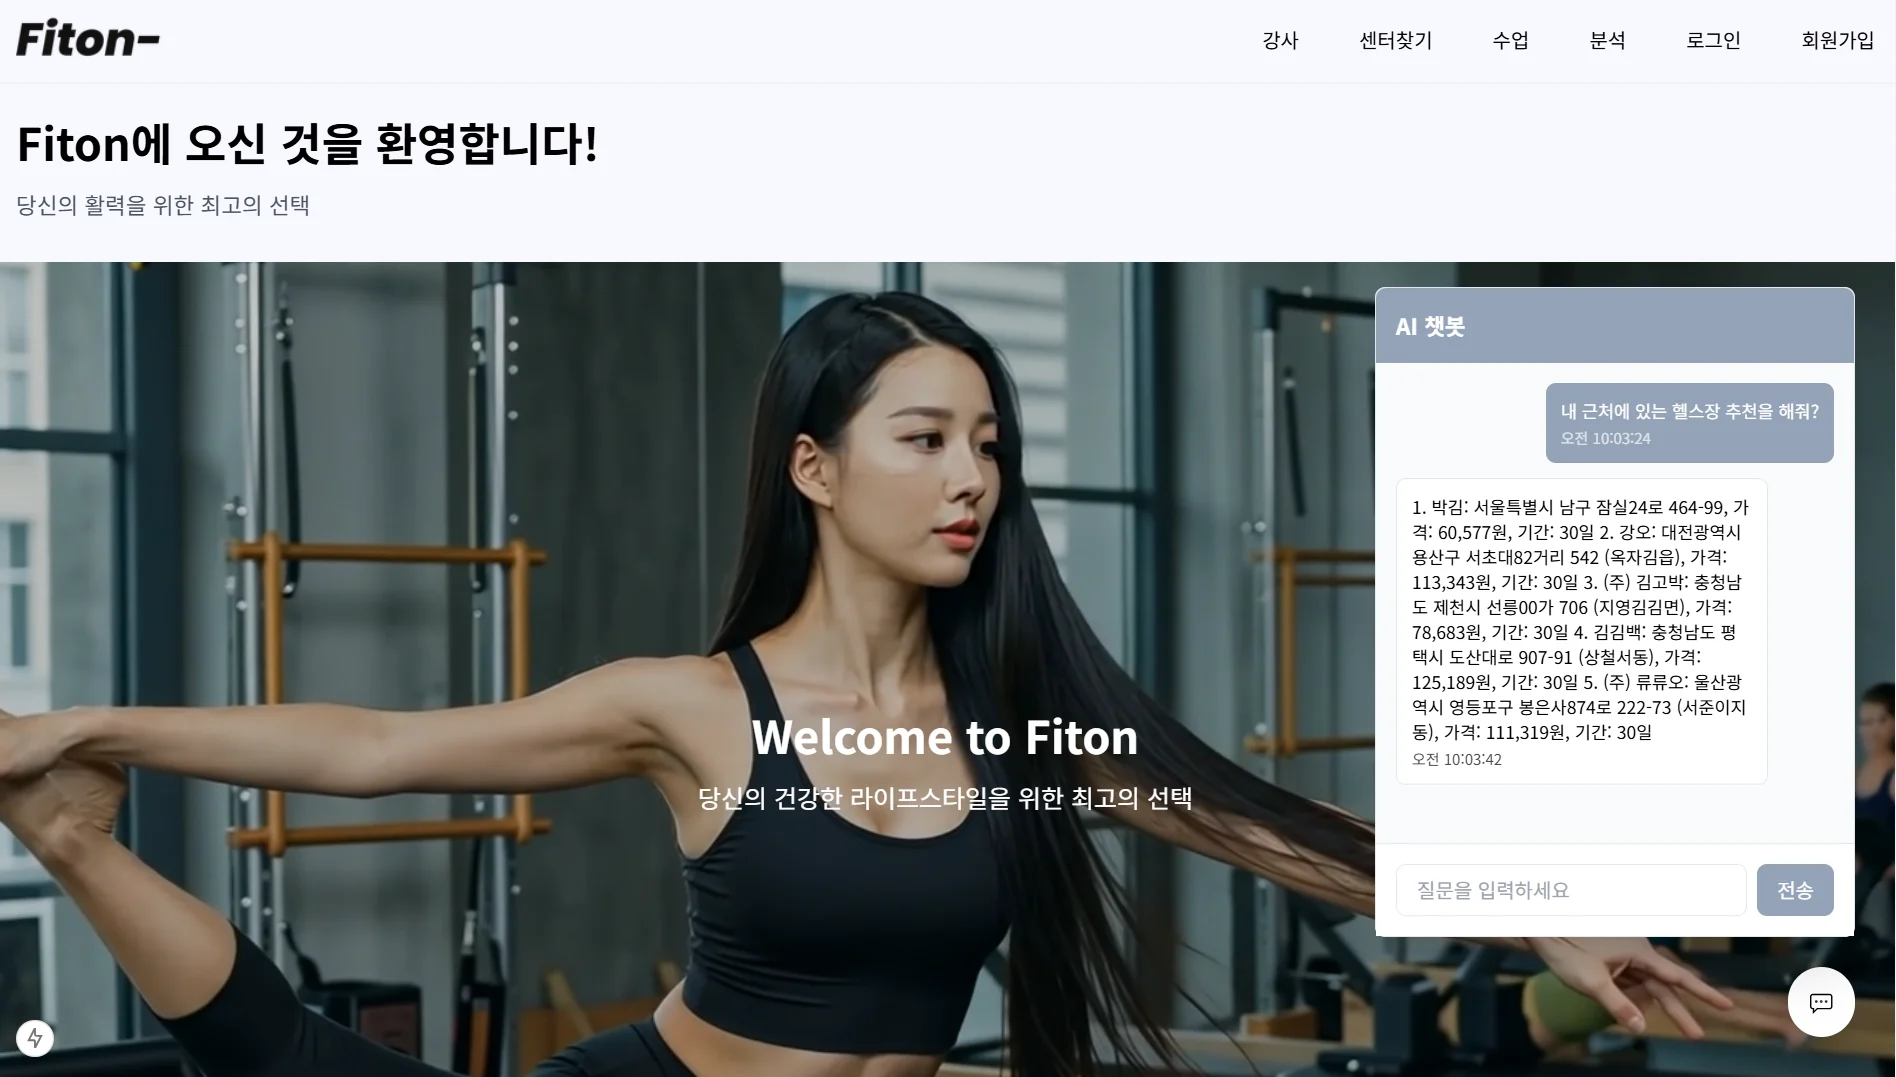 Fiton-
강사
센터찾기
수업
분석
로그인
회원가입
Fiton에 오신 것을 환영합니다!
당신의 활력을 위한 최고의 선택
Welcome to Fiton
당신의 건강한 라이프스타일을 위한 최고의 선택
AI 챗봇
내 근처에 있는 헬스장 추천을 해줘?
오전 10:03:24
1. 박김: 서울특별시 남구 잠실24로 464-99, 가
격: 60,577원, 기간: 30일 2. 강오: 대전광역시
용산구 서초대82거리 542 (옥자김읍), 가격:
113,343원, 기간: 30일 3. (주) 김고박: 충청남
도 제천시 선릉00가 706 (지영김김면), 가격:
78,683원, 기간: 30일 4. 김김백: 충청남도 평
택시 도산대로 907-91 (상철서동), 가격:
125,189원, 기간: 30일 5. (주) 류류오: 울산광
역시 영등포구 봉은사874로 222-73 (서준이지
동), 가격: 111,319원, 기간: 30일
오전 10:03:42
질문을 입력하세요
전송